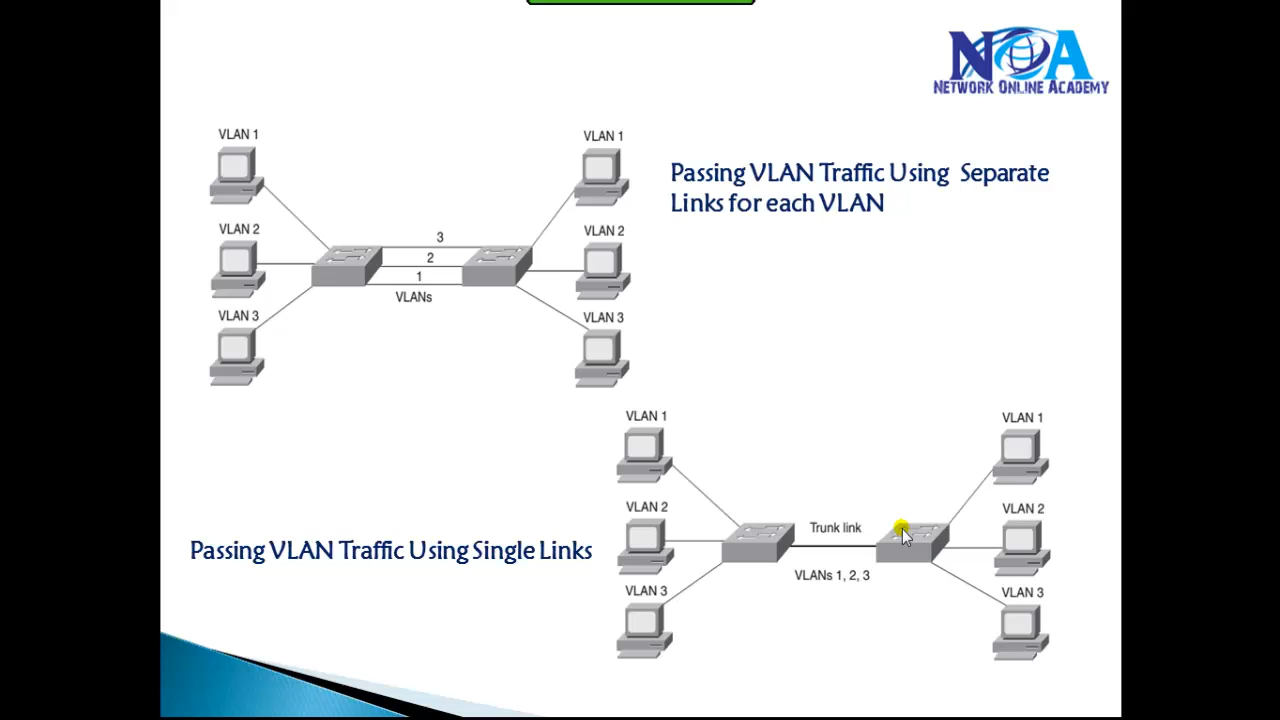 NOA
NETWORK ONLINE ACADEMY
VLAN 1
VLAN 1
Passing VLAN Traffic Using Separate
Links for each VLAN
VLAN 2
VLAN 2
3
2
1
VLANs
VLAN 3
VLAN 3
VLAN 1
VLAN 1
VLAN 2
VLAN 2
Passing VLAN Traffic Using Single Links
Trunk link
VLANs 1, 2, 3
VLAN 3
VLAN 3